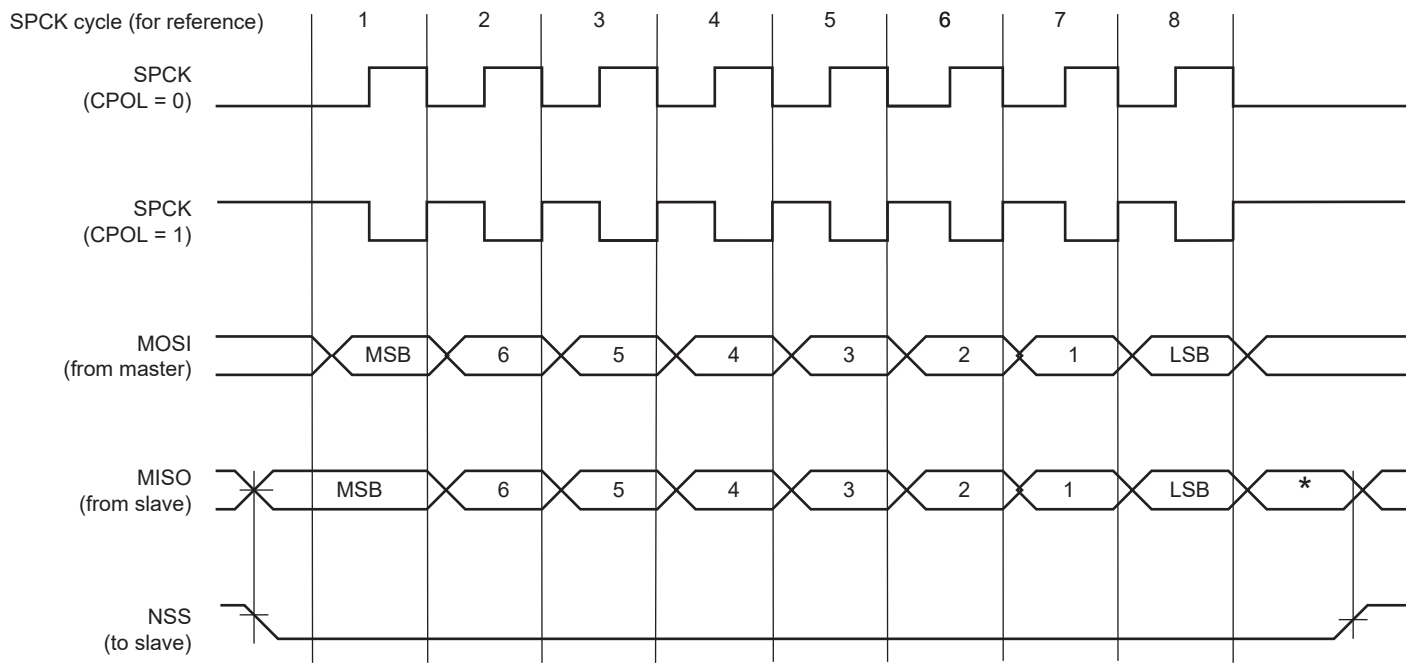 SPCK cycle (for reference) 1 2 3 4 5 6 7 8
SPCK
(CPOL = 0)
SPCK
(CPOL = 1)
MOSI
(from master)
MSB 6 5 4 3 2 1 LSB
MISO
(from slave)
MSB 6 5 4 3 2 1 LSB *
NSS
(to slave)